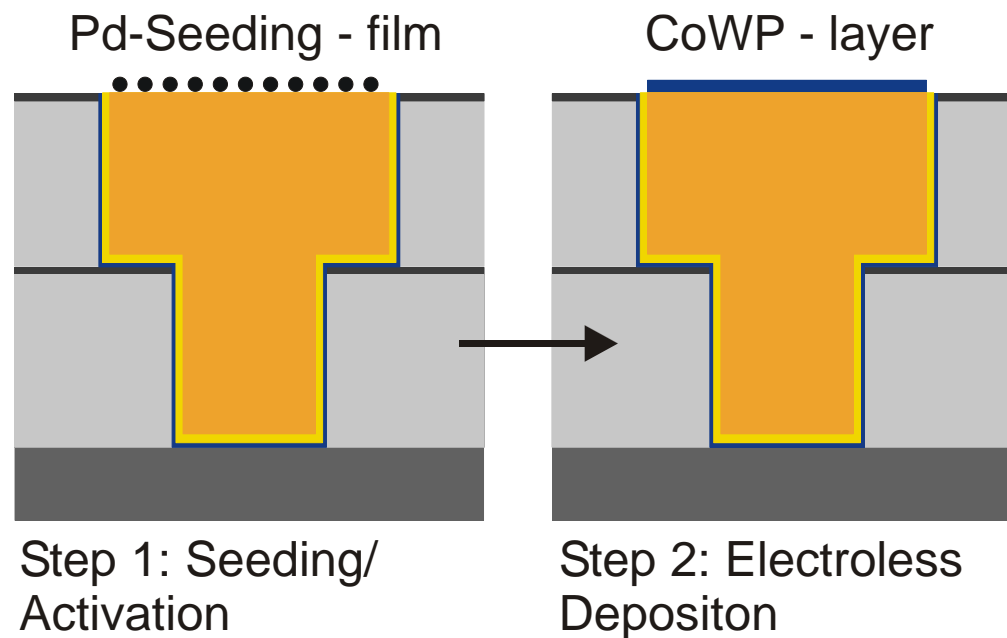 Pd-Seeding - film
CoWP - layer
Step 1: Seeding/
Activation
Step 2: Electroless
Depositon